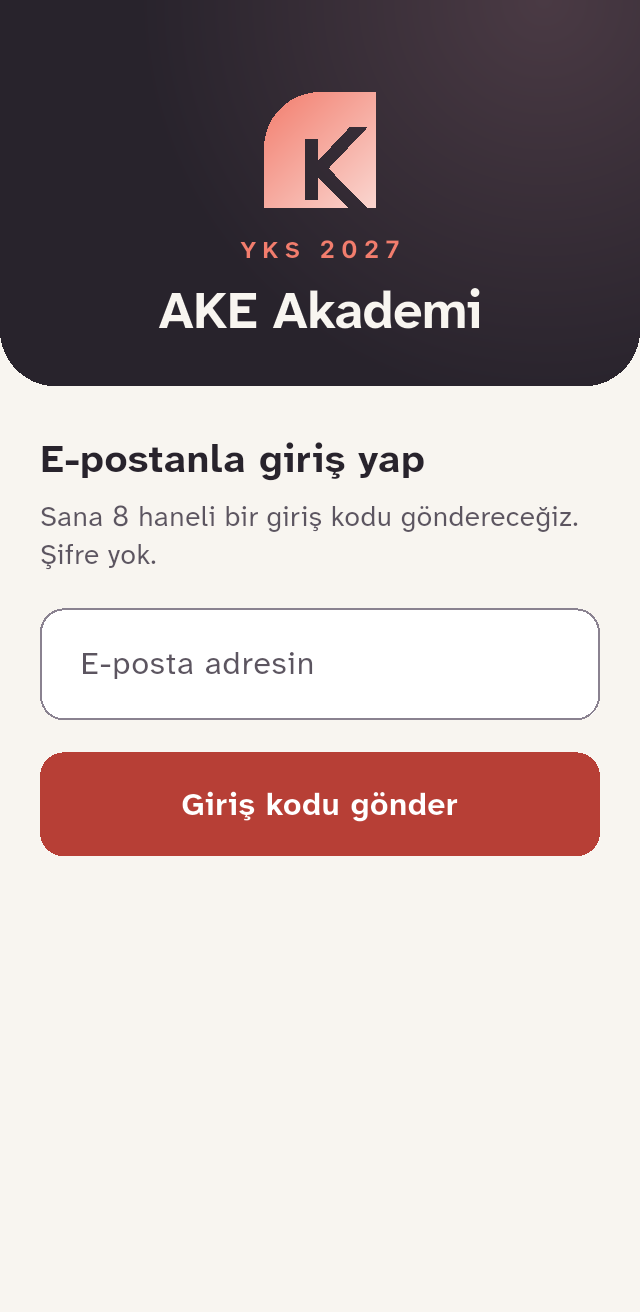 K
YKS 2027
AKE Akademi
E-postanla giriş yap
Sana 8 haneli bir giriş kodu göndereceğiz.
Şifre yok.
E-posta adresin
Giriş kodu gönder